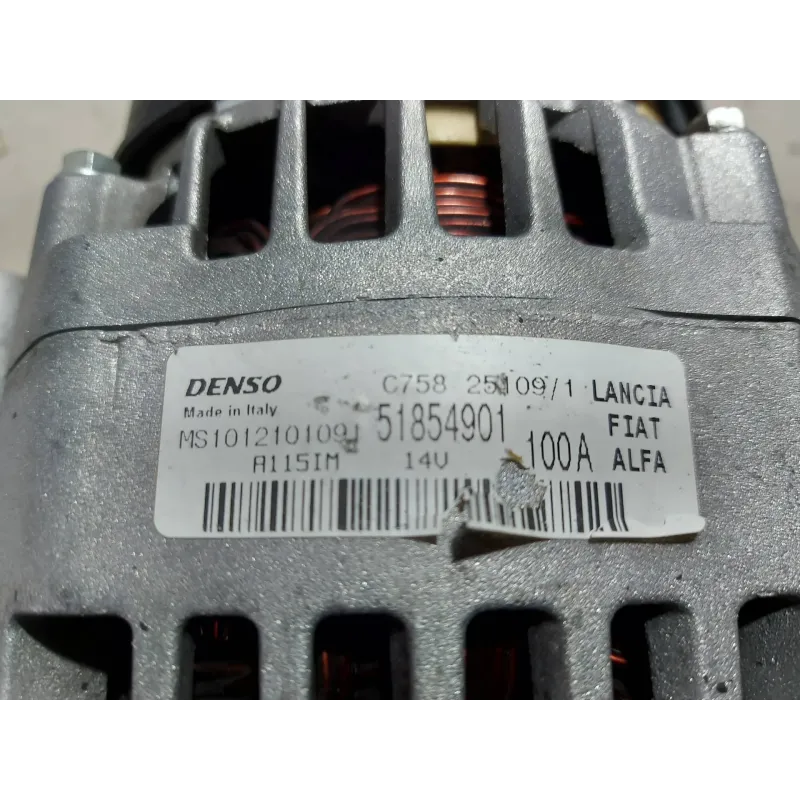 DENSO C758 25109/1 LANCIA
Made in Italy 51854901 FIAT
MS101210109 100A ALFA
A115IM 14V